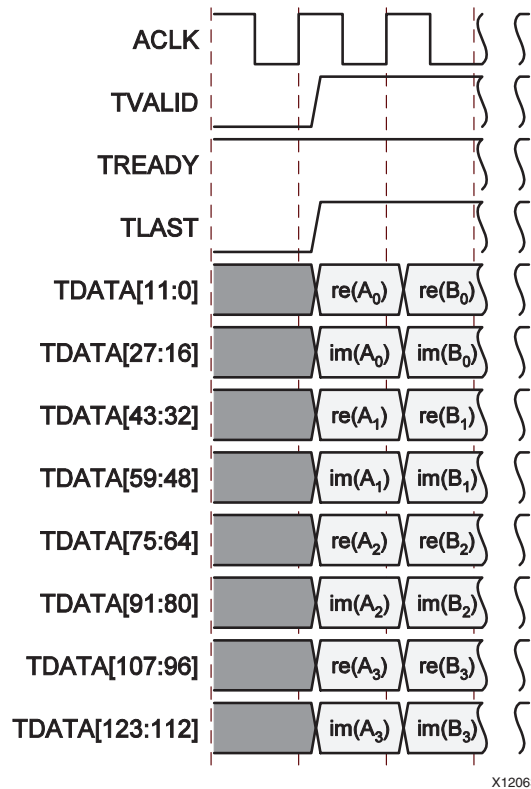 ACLK
TVALID
TREADY
TLAST
TDATA[11:0] re(A₀) re(B₀)
TDATA[27:16] im(A₀) im(B₀)
TDATA[43:32] re(A₁) re(B₁)
TDATA[59:48] im(A₁) im(B₁)
TDATA[75:64] re(A₂) re(B₂)
TDATA[91:80] im(A₂) im(B₂)
TDATA[107:96] re(A₃) re(B₃)
TDATA[123:112] im(A₃) im(B₃)
X1206